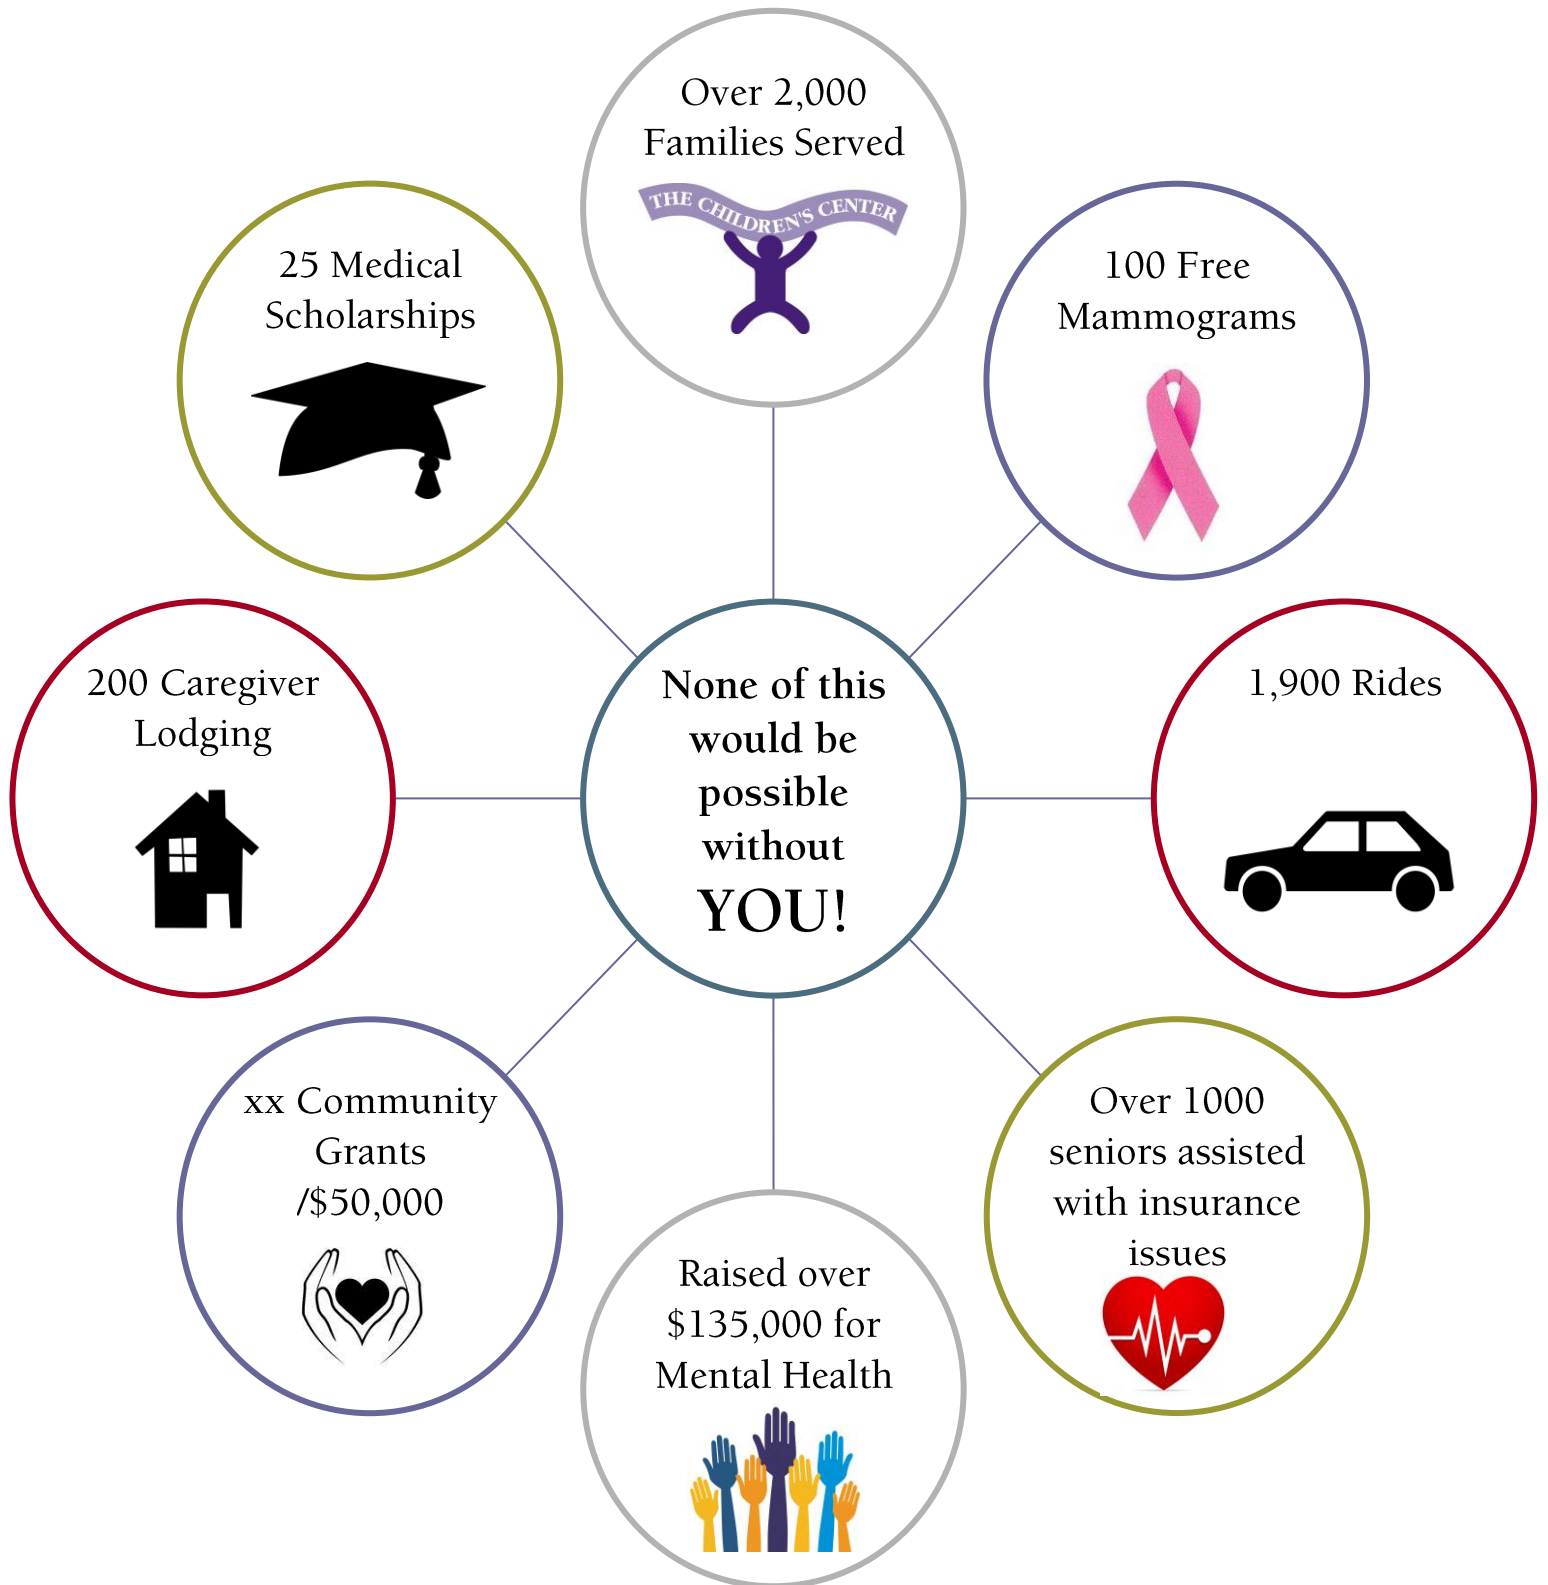 Over 2,000
Families Served
THE CHILDREN'S CENTER
100 Free
Mammograms
1,900 Rides
Over 1000
seniors assisted
with insurance
issues
Raised over
$135,000 for
Mental Health
xx Community
Grants
/$50,000
200 Caregiver
Lodging
25 Medical
Scholarships
None of this
would be
possible
without
YOU!